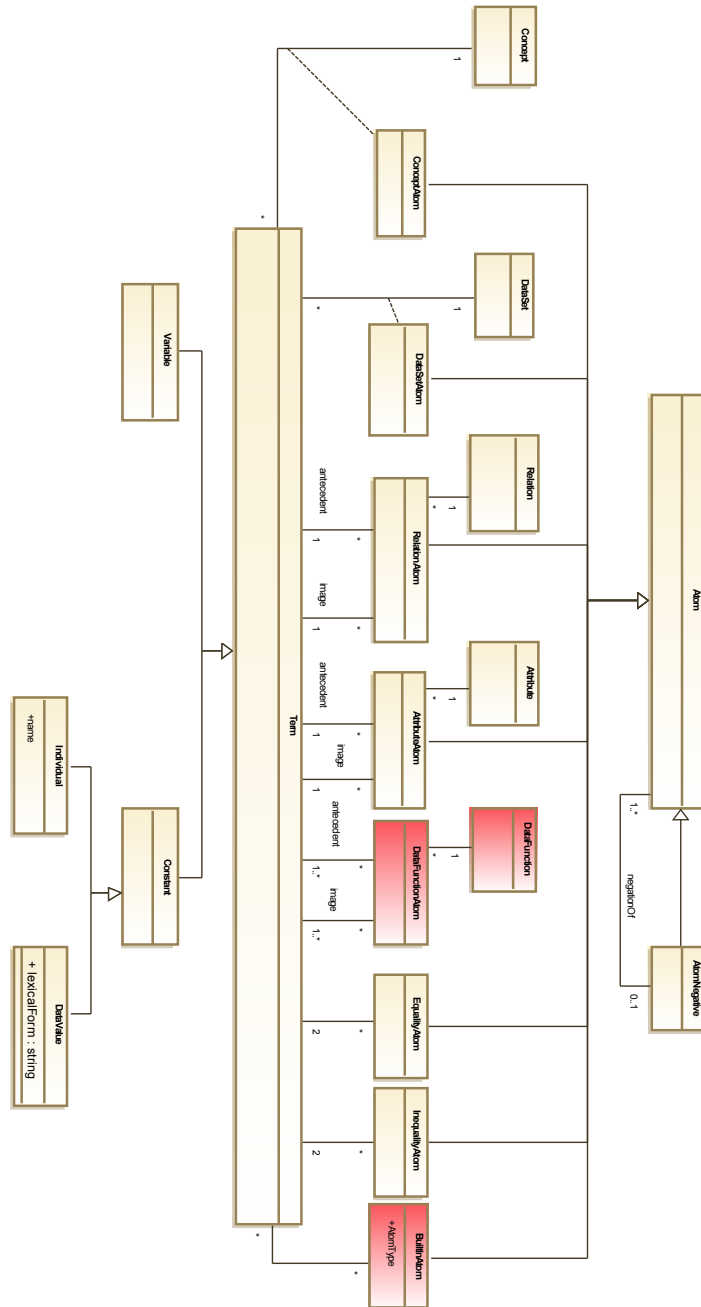 Atom
AtomNegative
1..*
0..1
negationOf
Concept
DataSet
Relation
Attribute
DataFunction
1
1
1
1
1
*
*
*
ConceptAtom
DataSetAtom
RelationAtom
AttributeAtom
DataFunctionAtom
EqualityAtom
InequalityAtom
BuiltInAtom
+AtomType
*
*
*
*
*
*
*
*
*
antecedent
image
antecedent
image
antecedent
image
*
*
1
1
1
1
1..*
1..*
2
2
*
Term
Variable
Constant
Individual
+name
DataValue
+ lexicalForm : string